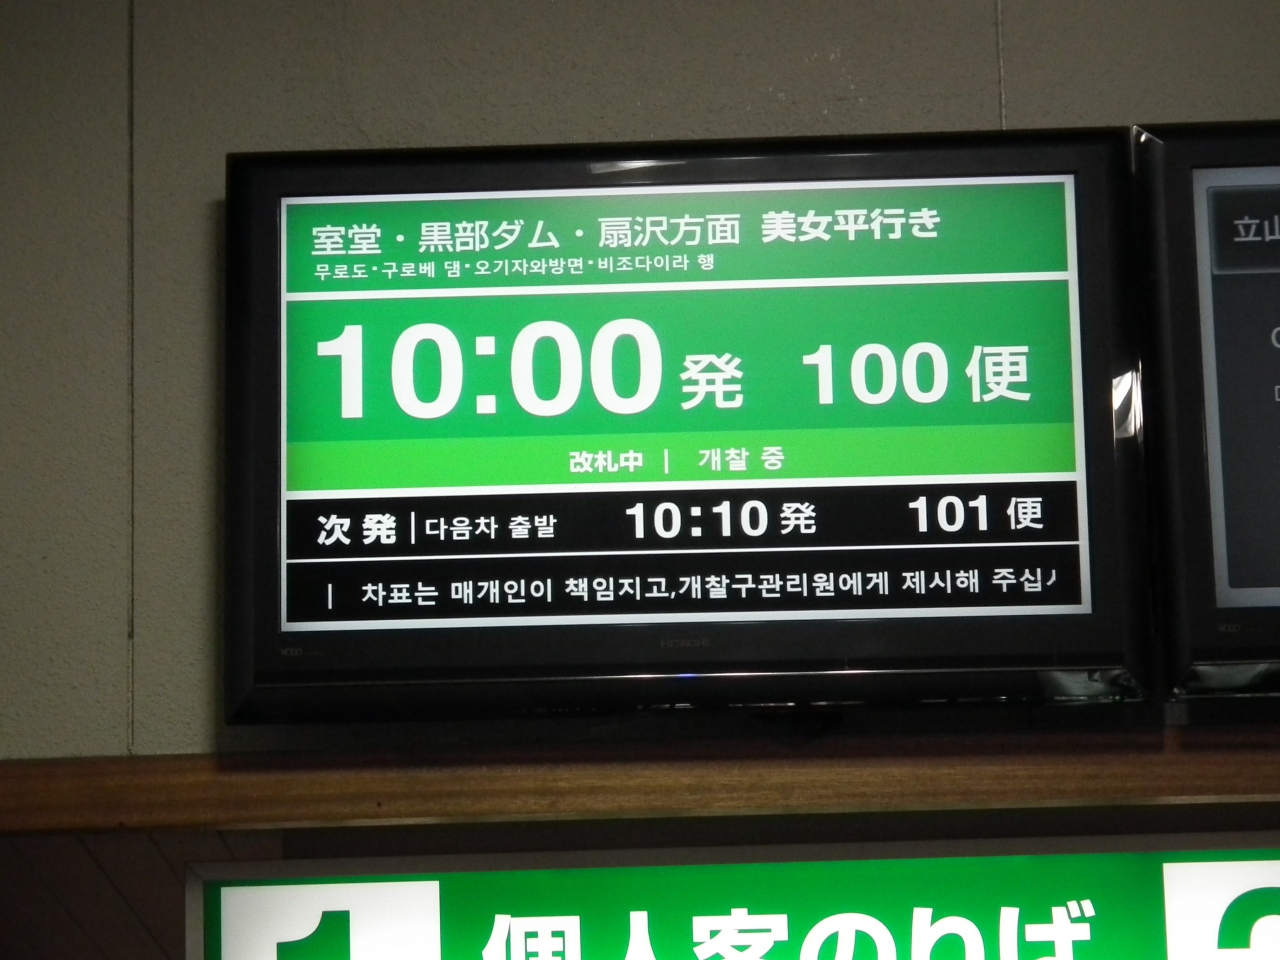 室堂・黒部ダム・扇沢方面 美女平行き
무로도·구로베 댐·오기자와방면·비조다이라 행
10:00 発 100 便
改札中 | 개찰 중
次発 | 다음차 출발 10:10 発 101 便
| 차표는 매개인이 책임지고,개찰구관리원에게 제시해 주십
HITACHI
立山
1 個人客のりば 2